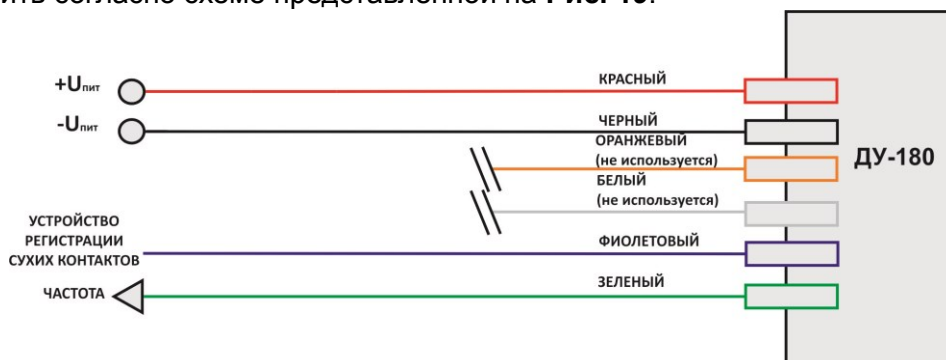 ить согласно схеме представленной на Рис. 19.
+Uпит
КРАСНЫЙ
-Uпит
ЧЕРНЫЙ
ОРАНЖЕВЫЙ
(не используется)
БЕЛЫЙ
(не используется)
ДУ-180
УСТРОЙСТВО
РЕГИСТРАЦИИ
СУХИХ КОНТАКТОВ
ФИОЛЕТОВЫЙ
ЧАСТОТА
ЗЕЛЕНЫЙ